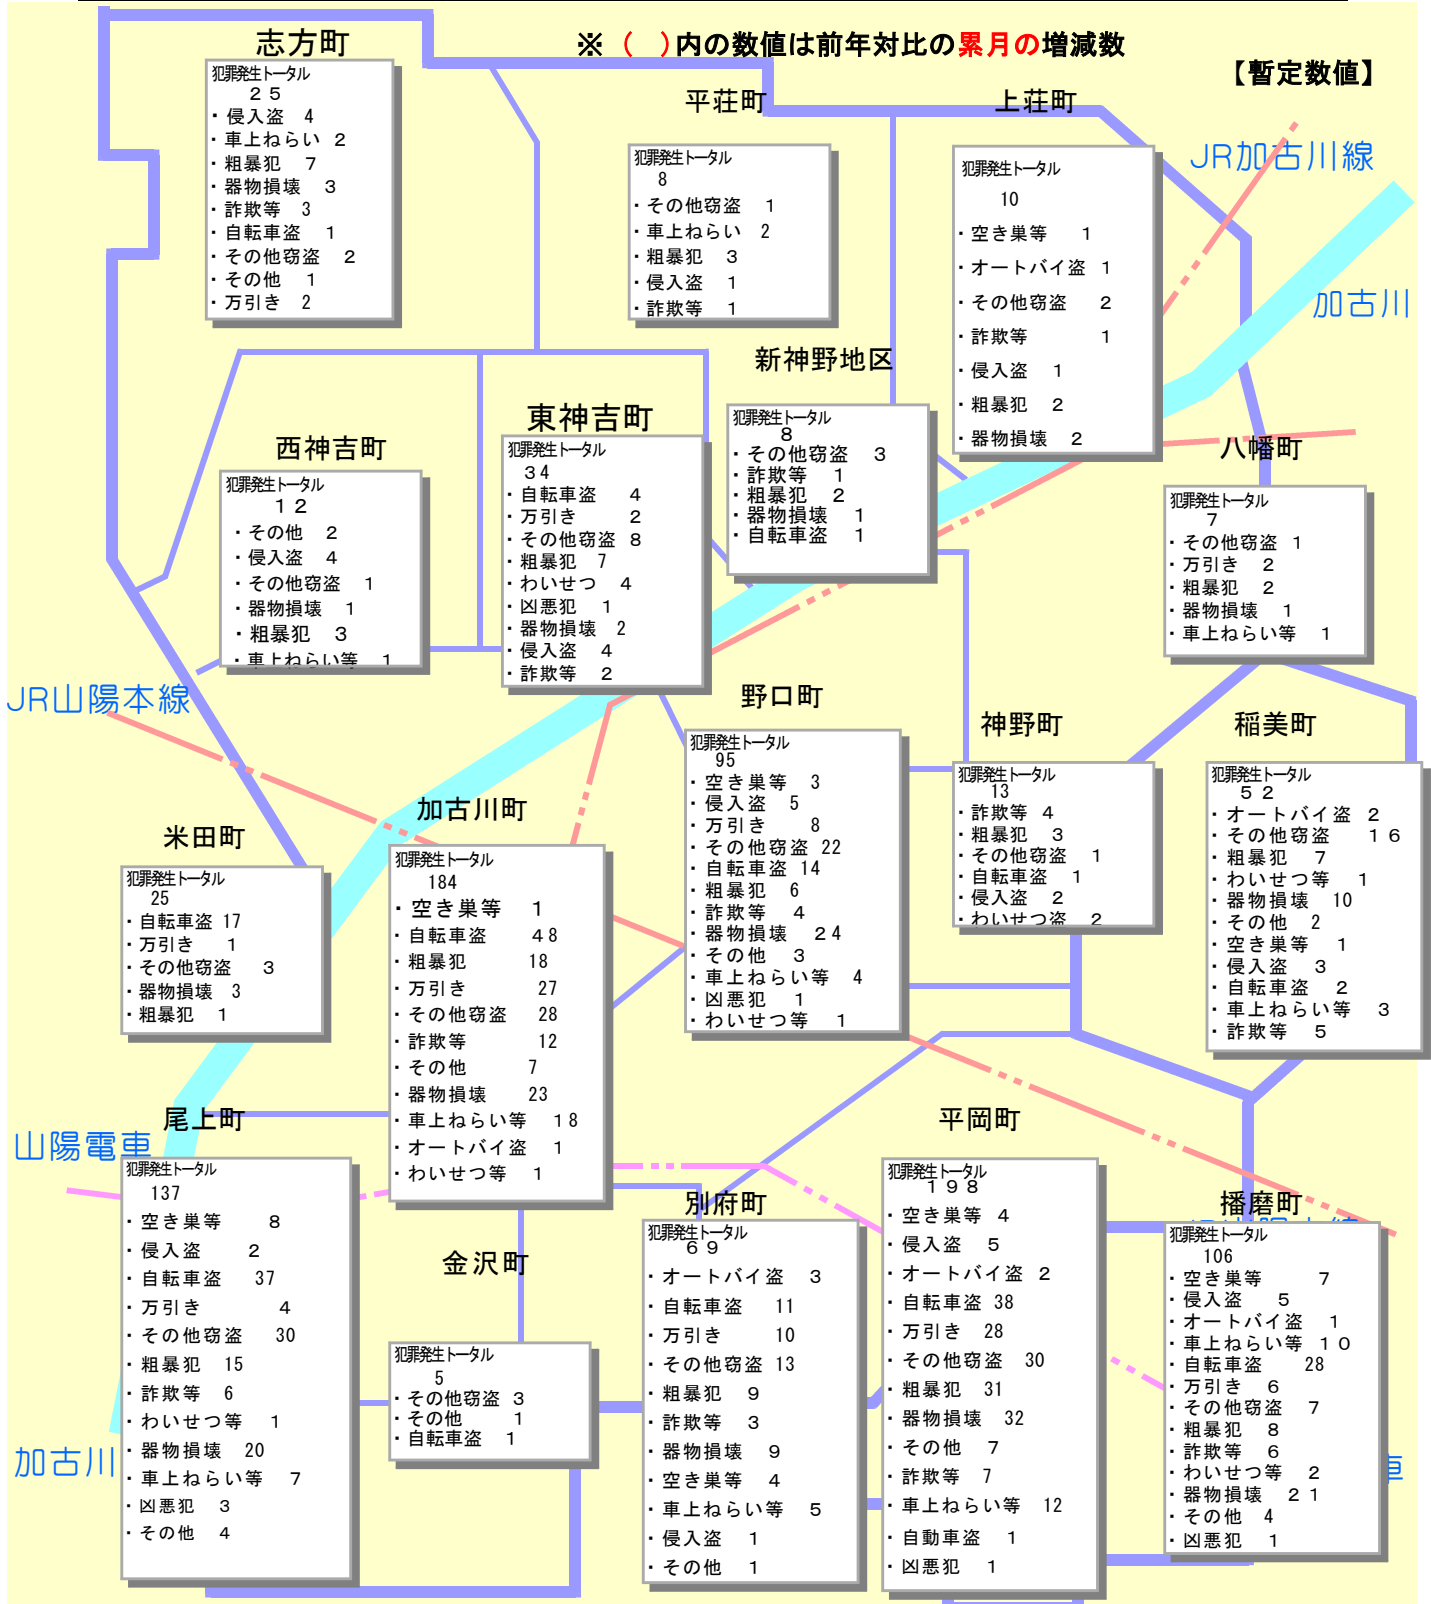 ※（　）内の数値は前年対比の累月の増減数
【暫定数値】
志方町
犯罪発生トータル
２５
・侵入盗　４
・車上ねらい　２
・粗暴犯　７
・器物損壊　３
・詐欺等　３
・自転車盗　１
・その他窃盗　２
・その他　１
・万引き　２
平荘町
犯罪発生トータル
８
・その他窃盗　１
・車上ねらい　２
・粗暴犯　３
・侵入盗　１
・詐欺等　１
上荘町
犯罪発生トータル
10
・空き巣等　１
・オートバイ盗　１
・その他窃盗　２
・詐欺等　１
・侵入盗　１
・粗暴犯　２
・器物損壊　２
JR加古川線
加古川
新神野地区
犯罪発生トータル
８
・その他窃盗　３
・詐欺等　１
・粗暴犯　２
・器物損壊　１
・自転車盗　１
東神吉町
犯罪発生トータル
３４
・自転車盗　４
・万引き　２
・その他窃盗　８
・粗暴犯　７
・わいせつ　４
・凶悪犯　１
・器物損壊　２
・侵入盗　４
・詐欺等　２
西神吉町
犯罪発生トータル
１２
・その他　２
・侵入盗　４
・その他窃盗　１
・器物損壊　１
・粗暴犯　３
・車上ねらい等　１
八幡町
犯罪発生トータル
７
・その他窃盗　１
・万引き　２
・粗暴犯　２
・器物損壊　１
・車上ねらい等　１
JR山陽本線
野口町
犯罪発生トータル
95
・空き巣等　３
・侵入盗　５
・万引き　８
・その他窃盗　22
・自転車盗　14
・粗暴犯　６
・詐欺等　４
・器物損壊　２４
・その他　３
・車上ねらい等　４
・凶悪犯　１
・わいせつ等　１
神野町
犯罪発生トータル
13
・詐欺等　４
・粗暴犯　３
・その他窃盗　１
・自転車盗　１
・侵入盗　２
・わいせつ盗　２
稲美町
犯罪発生トータル
５２
・オートバイ盗　２
・その他窃盗　１６
・粗暴犯　７
・わいせつ等　１
・器物損壊　10
・その他　２
・空き巣等　１
・侵入盗　３
・自転車盗　２
・車上ねらい等　３
・詐欺等　５
加古川町
犯罪発生トータル
184
・空き巣等　１
・自転車盗　４８
・粗暴犯　18
・万引き　27
・その他窃盗　28
・詐欺等　12
・その他　７
・器物損壊　23
・車上ねらい等　１８
・オートバイ盗　１
・わいせつ等　１
米田町
犯罪発生トータル
25
・自転車盗　17
・万引き　１
・その他窃盗　３
・器物損壊　３
・粗暴犯　１
尾上町
山陽電車
犯罪発生トータル
137
・空き巣等　８
・侵入盗　２
・自転車盗　37
・万引き　４
・その他窃盗　30
・粗暴犯　15
・詐欺等　６
・わいせつ等　１
・器物損壊　20
・車上ねらい等　７
・凶悪犯　３
・その他　４
加古川
金沢町
犯罪発生トータル
５
・その他窃盗　３
・その他　１
・自転車盗　１
別府町
犯罪発生トータル
６９
・オートバイ盗　３
・自転車盗　11
・万引き　10
・その他窃盗　13
・粗暴犯　９
・詐欺等　３
・器物損壊　９
・空き巣等　４
・車上ねらい等　５
・侵入盗　１
・その他　１
平岡町
犯罪発生トータル
１９８
・空き巣等　４
・侵入盗　５
・オートバイ盗　２
・自転車盗　38
・万引き　28
・その他窃盗　30
・粗暴犯　31
・器物損壊　32
・その他　７
・詐欺等　７
・車上ねらい等　12
・自動車盗　１
・凶悪犯　１
播磨町
犯罪発生トータル
106
・空き巣等　７
・侵入盗　５
・オートバイ盗　１
・車上ねらい等　１０
・自転車盗　28
・万引き　６
・その他窃盗　７
・粗暴犯　８
・詐欺等　６
・わいせつ等　２
・器物損壊　２１
・その他　４
・凶悪犯　１